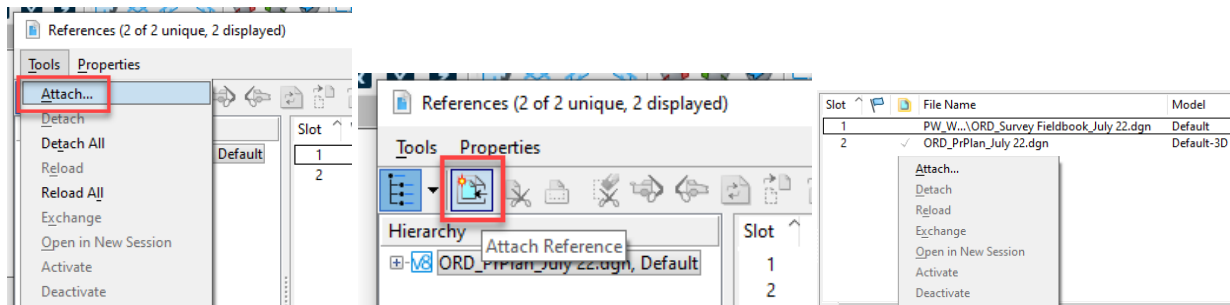 References (2 of 2 unique, 2 displayed)
Tools Properties
Attach...
Detach
Detach All
Reload
Reload All
Exchange
Open in New Session
Activate
Deactivate
Slot
Default
1
2
References (2 of 2 unique, 2 displayed)
Tools Properties
Hierarchy
Attach Reference
V8 ORD_PrPlan_July 22.dgn, Default
Slot
1
2
Slot File Name Model
1 PW_W...\ORD_Survey Fieldbook_July 22.dgn Default
2 ORD_PrPlan_July 22.dgn Default-3D
Attach...
Detach
Reload
Exchange
Open in New Session
Activate
Deactivate